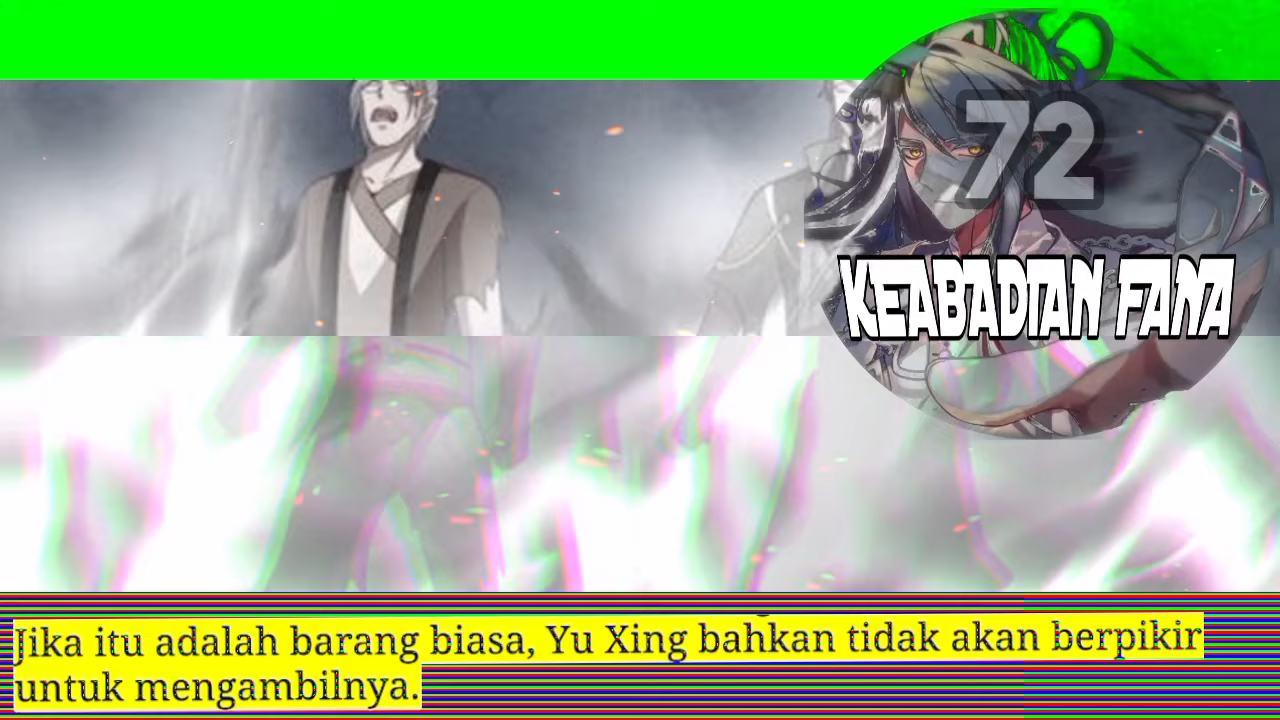 72
KEABADIAN FANA
Jika itu adalah barang biasa, Yu Xing bahkan tidak akan berpikir
untuk mengambilnya.